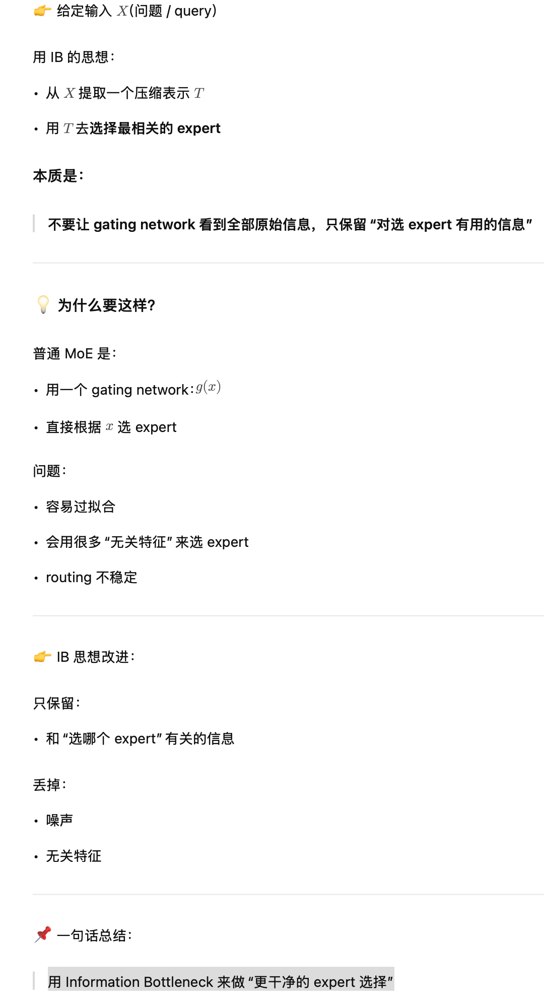 👉 给定输入 X(问题 / query)
用 IB 的思想：
• 从 X 提取一个压缩表示 T
• 用 T 去选择最相关的 expert
本质是：
不要让 gating network 看到全部原始信息，只保留 “对选 expert 有用的信息”
💡 为什么要这样?
普通 MoE 是：
• 用一个 gating network：g(x)
• 直接根据 x 选 expert
问题：
• 容易过拟合
• 会用很多 “无关特征” 来选 expert
• routing 不稳定
👉 IB 思想改进：
只保留：
• 和 “选哪个 expert” 有关的信息
丢掉：
• 噪声
• 无关特征
📌 一句话总结：
用 Information Bottleneck 来做 “更干净的 expert 选择”